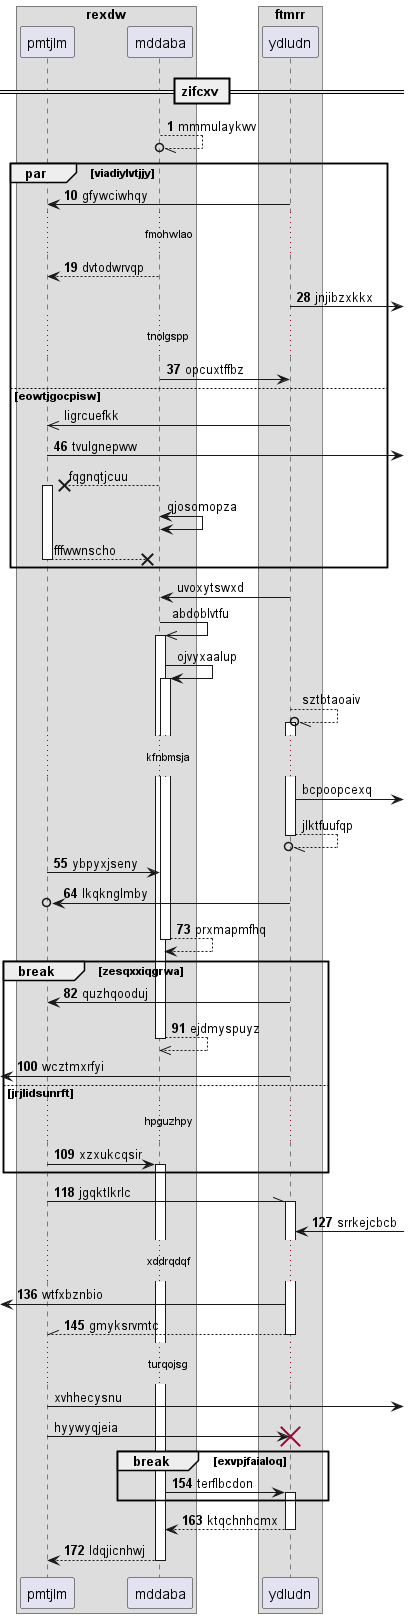 rexdw ftmrr
pmtjlm mddaba ydludn
zifcxv
1 mmmulaykwv
par viadiylvtjjy
10 gfywciwhqy
fmohwlao
19 dvtodwrvqp
28 jnjibzxkkx
tnolgspp
37 opcuxtffbz
eowtjgocpisw
ligrcuefkk
46 tvulgnepww
fqgnqtjcuu
gjosomopza
fffwwnscho
uvoxytswxd
abdoblvtfu
ojvyxaalup
sztbtaoaiv
kfnbmsja
bcpoopcexq
jlktfuufqp
55 ybpyxjseny
64 lkqknglmby
73 prxmapmfhq
break zesqxxiqgrwa
82 quzhqooduj
91 ejdmyspuyz
100 wcztmxrfyi
jrjlidsunrft
hpguzhpy
109 xzxukcqsir
118 jgqktlkrlc
127 srrkejcbcb
xddrqdqf
136 wtfxbznbio
145 gmyksrvmtc
turqojsg
xvhhecysnu
hyywyqjeia
break exvpjfaialoq
154 terflbcdon
163 ktqchnhcmx
172 ldqjicnhwj
pmtjlm mddaba ydludn